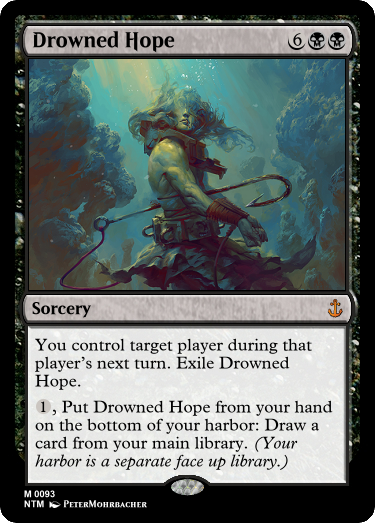 Drowned Hope 6
Sorcery
You control target player during that
player's next turn. Exile Drowned
Hope.
1, Put Drowned Hope from your hand
on the bottom of your harbor: Draw a
card from your main library. (Your
harbor is a separate face up library.)
M 0093
NTM PeterMohrbacher